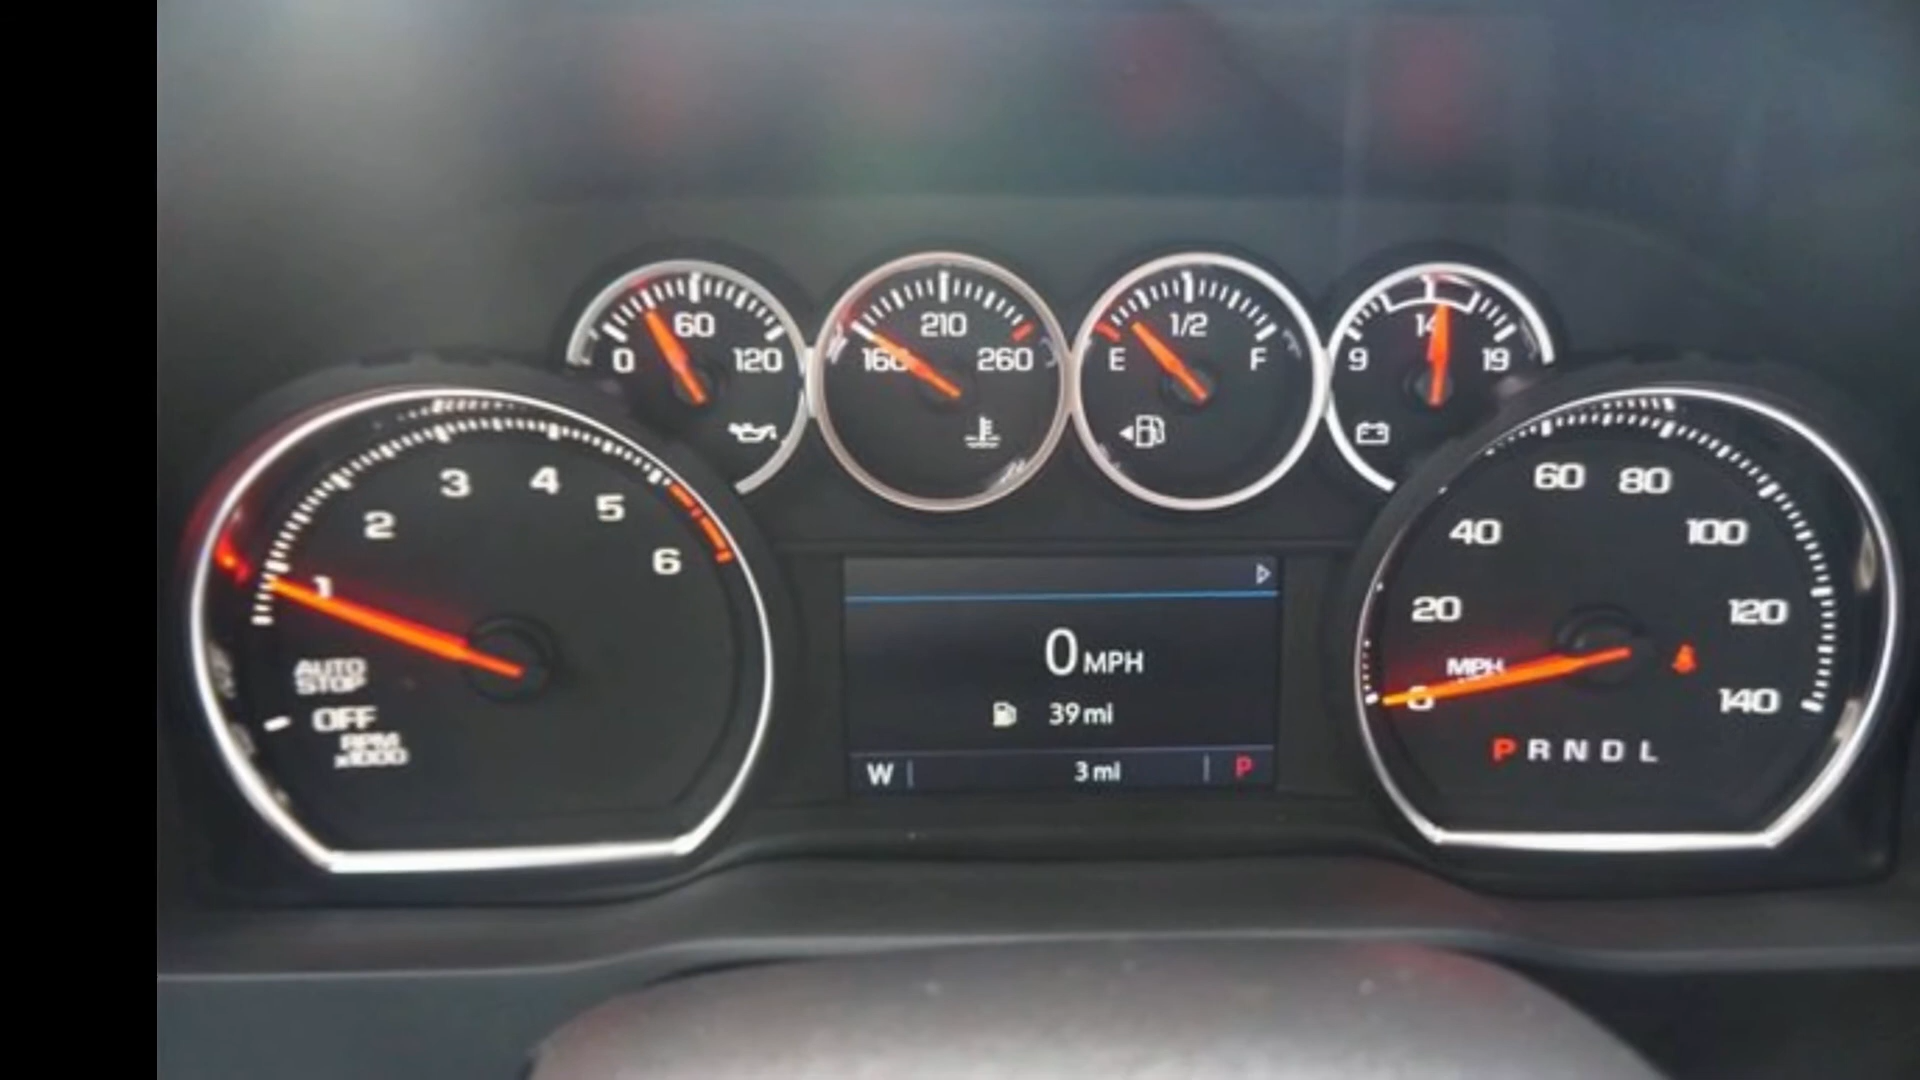 0 60 120
160 210 260
E 1/2 F
9 14 19
1 2 3 4 5 6
AUTO
STOP
OFF
RPM
x1000
0 MPH
39 mi
W 3 mi P
0 20 40 60 80 100 120 140
MPH
P R N D L